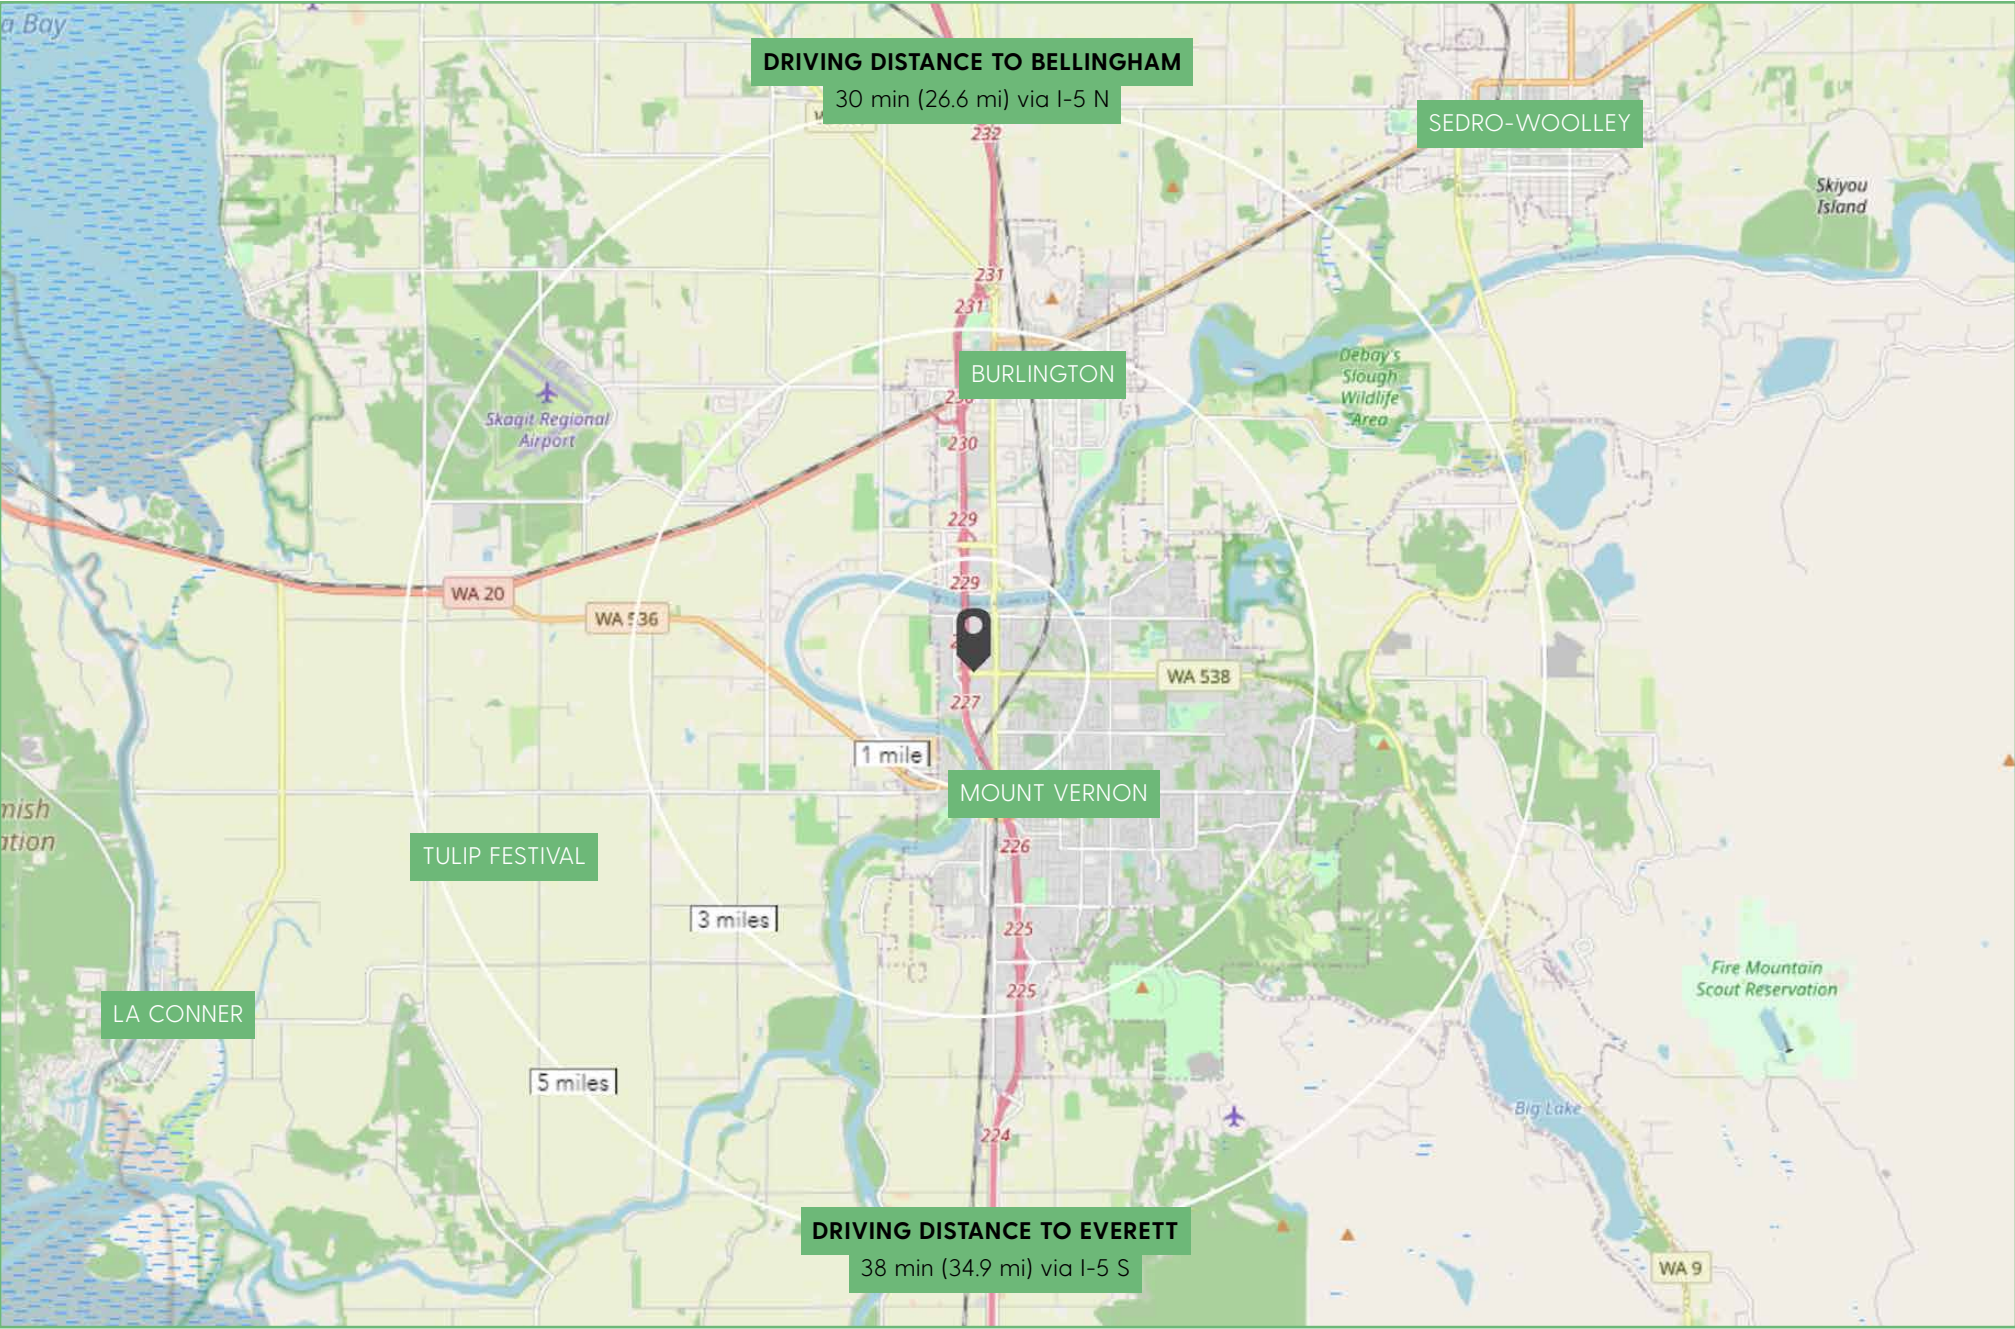 a Bay
DRIVING DISTANCE TO BELLINGHAM
30 min (26.6 mi) via I-5 N
232
SEDRO-WOOLLEY
Skiyou
Island
231
231
BURLINGTON
Debay's
Slough
Wildlife
Area
Skagit Regional
Airport
230
229
229
WA 20
WA 536
WA 538
227
1 mile
MOUNT VERNON
mish
ation
TULIP FESTIVAL
226
3 miles
225
Fire Mountain
Scout Reservation
225
LA CONNER
5 miles
Big Lake
224
DRIVING DISTANCE TO EVERETT
38 min (34.9 mi) via I-5 S
WA 9